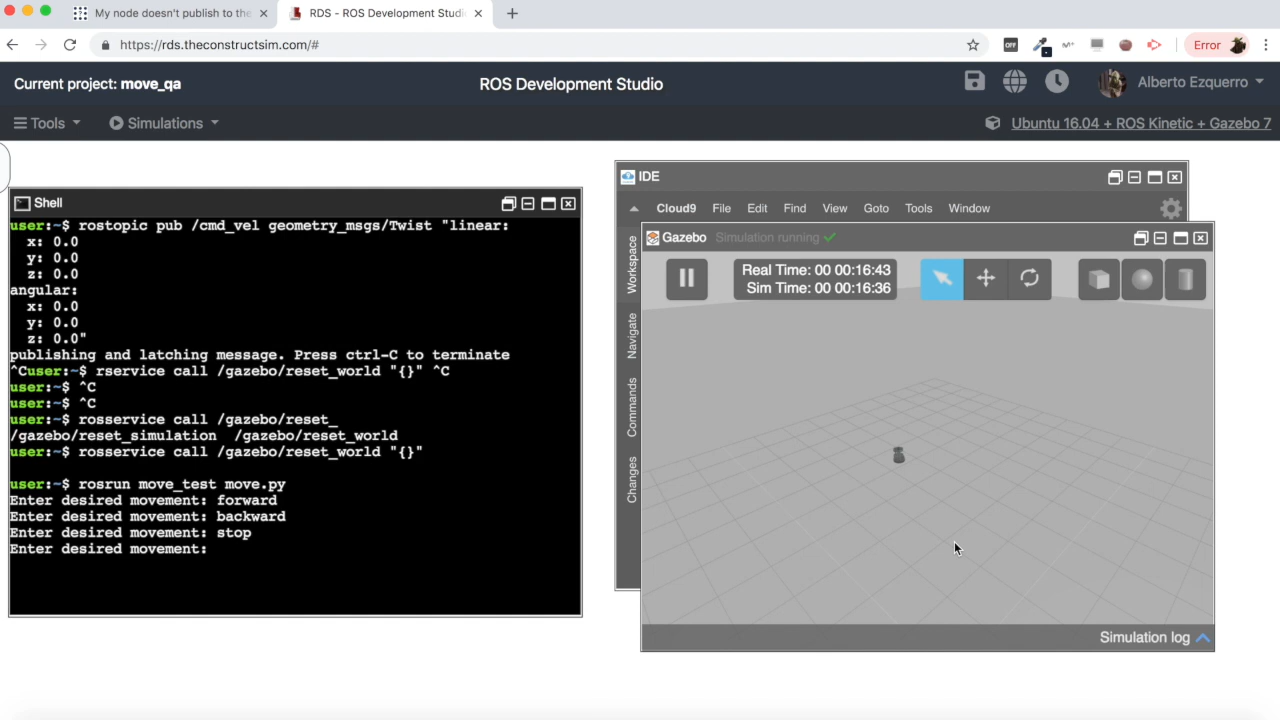 My node doesn't publish to the
RDS - ROS Development Studi
https://rds.theconstructsim.com/#
OFF
Error
Current project: move_qa
ROS Development Studio
Alberto Ezquerro
Tools
Simulations
Ubuntu 16.04 + ROS Kinetic + Gazebo 7
Shell
user:~$ rostopic pub /cmd_vel geometry_msgs/Twist "linear:
x: 0.0
y: 0.0
z: 0.0
angular:
x: 0.0
y: 0.0
z: 0.0"
publishing and latching message. Press ctrl-C to terminate
^Cuser:~$ rservice call /gazebo/reset_world "{}" ^C
user:~$ ^C
user:~$ ^C
user:~$ rosservice call /gazebo/reset_
/gazebo/reset_simulation /gazebo/reset_world
user:~$ rosservice call /gazebo/reset_world "{}"
user:~$ rosrun move_test move.py
Enter desired movement: forward
Enter desired movement: backward
Enter desired movement: stop
Enter desired movement:
IDE
Cloud9 File Edit Find View Goto Tools Window
Workspace
Navigate
Commands
Changes
Gazebo Simulation running
Real Time: 00 00:16:43
Sim Time: 00 00:16:36
Simulation log